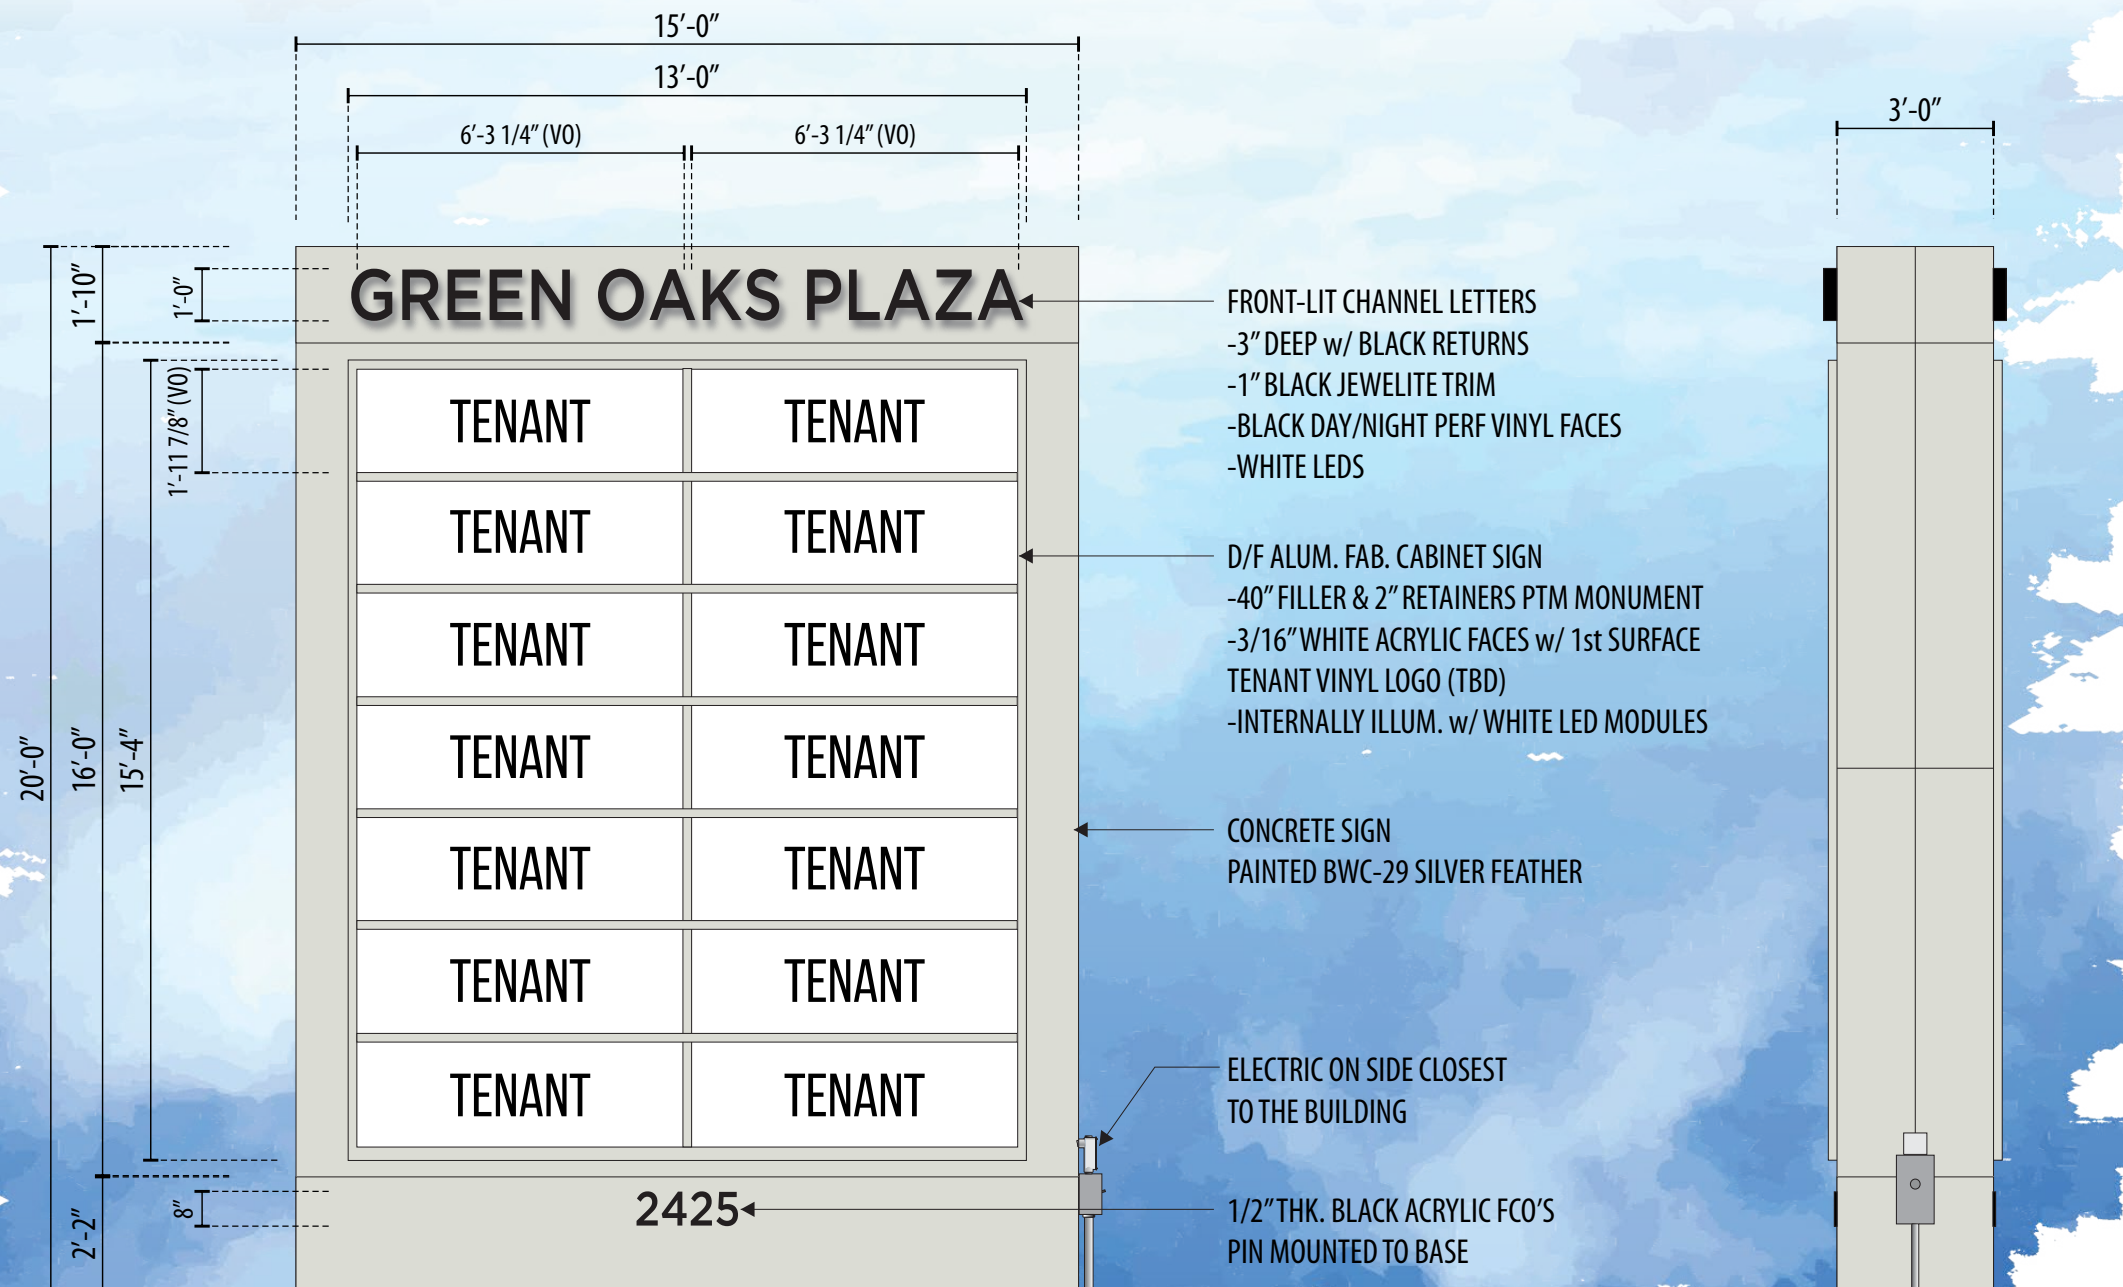 15'-0"
13'-0"
6'-3 1/4" (VO)
6'-3 1/4" (VO)
3'-0"
1'-10"
1'-0"
GREEN OAKS PLAZA
FRONT-LIT CHANNEL LETTERS
-3" DEEP w/ BLACK RETURNS
-1" BLACK JEWELITE TRIM
-BLACK DAY/NIGHT PERF VINYL FACES
-WHITE LEDS
1'-11 7/8" (VO)
TENANT
TENANT
TENANT
TENANT
TENANT
TENANT
TENANT
TENANT
TENANT
TENANT
TENANT
TENANT
TENANT
TENANT
D/F ALUM. FAB. CABINET SIGN
-40" FILLER & 2" RETAINERS PTM MONUMENT
-3/16" WHITE ACRYLIC FACES w/ 1st SURFACE
TENANT VINYL LOGO (TBD)
-INTERNALLY ILLUM. w/ WHITE LED MODULES
20'-0"
16'-0"
15'-4"
CONCRETE SIGN
PAINTED BWC-29 SILVER FEATHER
ELECTRIC ON SIDE CLOSEST
TO THE BUILDING
2'-2"
8"
2425
1/2" THK. BLACK ACRYLIC FCO'S
PIN MOUNTED TO BASE